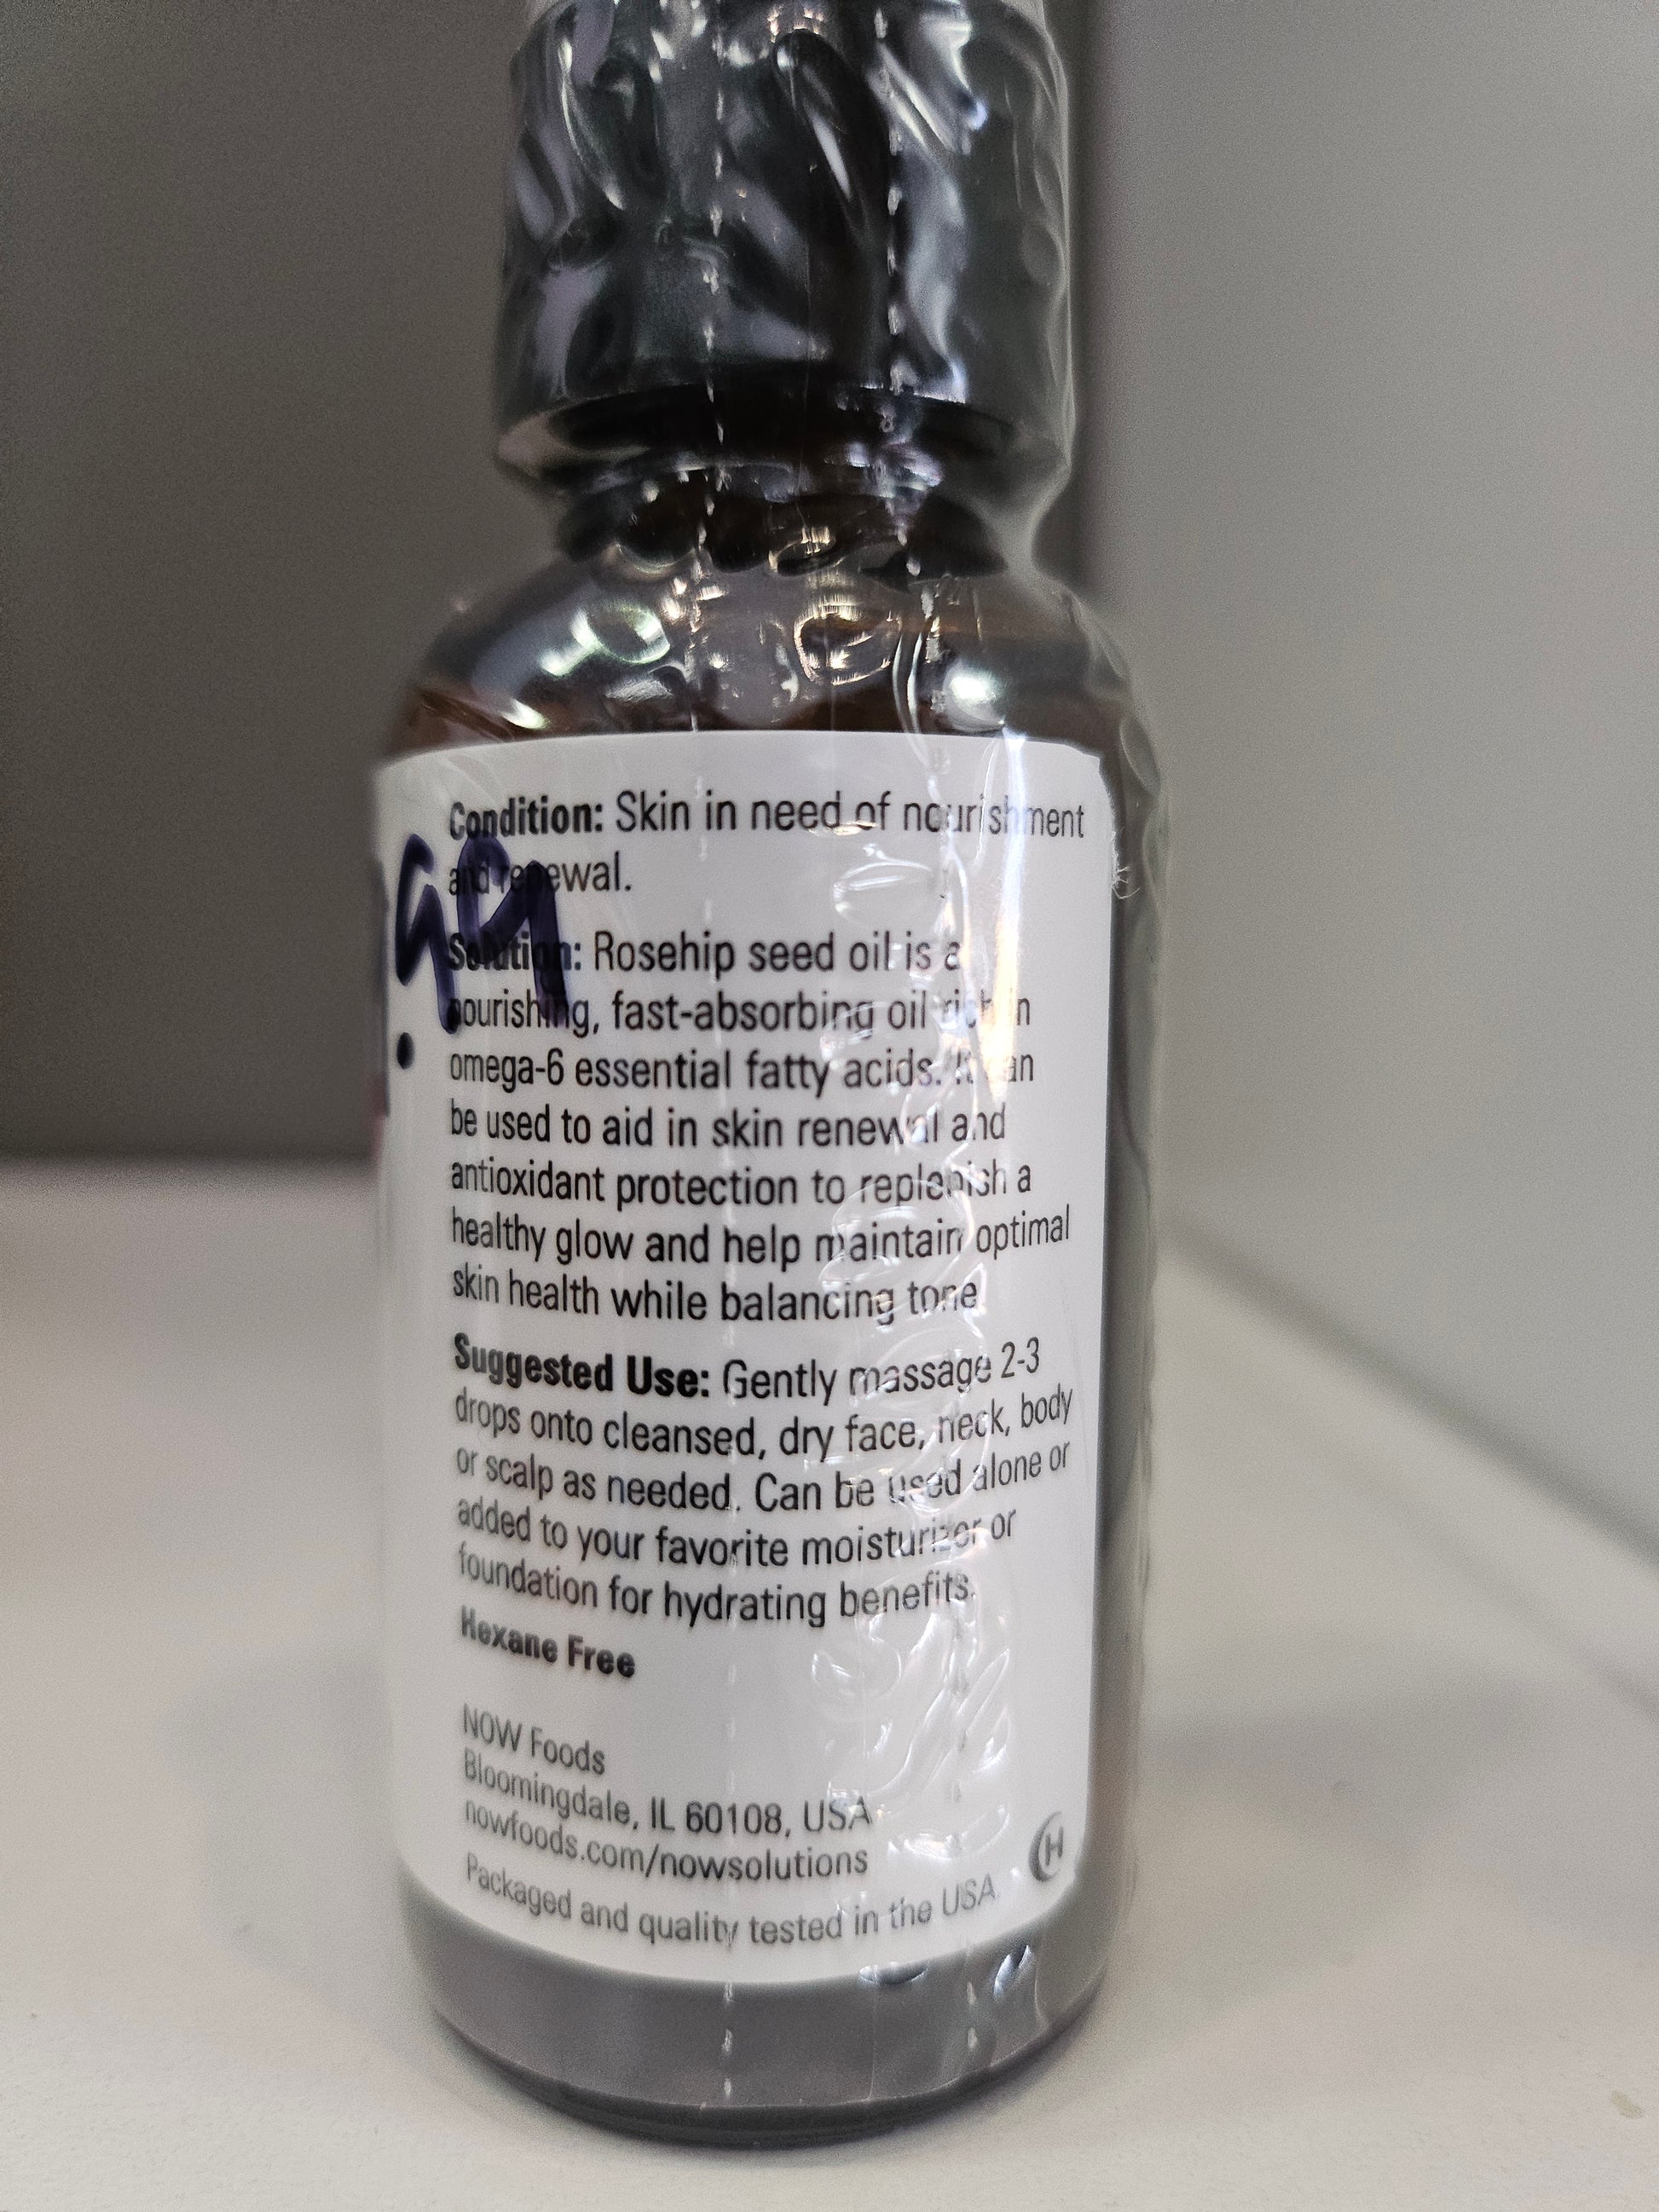 Condition: Skin in need of nourishment
and renewal.
Solution: Rosehip seed oil is a
nourishing, fast-absorbing oil rich in
omega-6 essential fatty acids. It can
be used to aid in skin renewal and
antioxidant protection to replenish a
healthy glow and help maintain optimal
skin health while balancing tone
Suggested Use: Gently massage 2-3
drops onto cleansed, dry face, neck, body
or scalp as needed. Can be used alone or
added to your favorite moisturizer or
foundation for hydrating benefits.
Hexane Free
NOW Foods
Bloomingdale, IL 60108, USA
nowfoods.com/nowsolutions
Packaged and quality tested in the USA
H